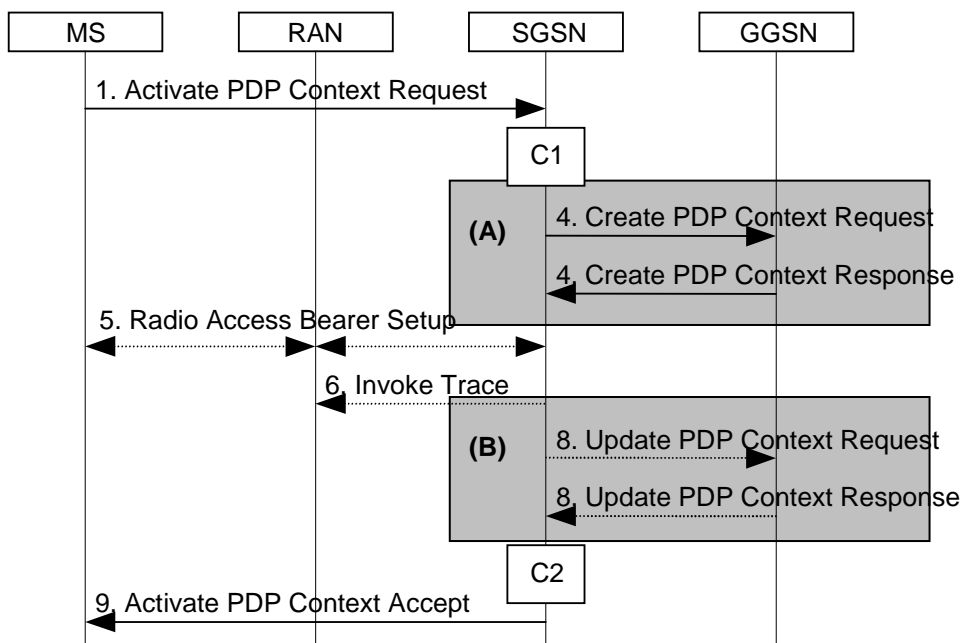 MS RAN SGSN GGSN
1. Activate PDP Context Request
C1
(A) 4. Create PDP Context Request
4. Create PDP Context Response
5. Radio Access Bearer Setup
6. Invoke Trace
(B) 8. Update PDP Context Request
8. Update PDP Context Response
C2
9. Activate PDP Context Accept